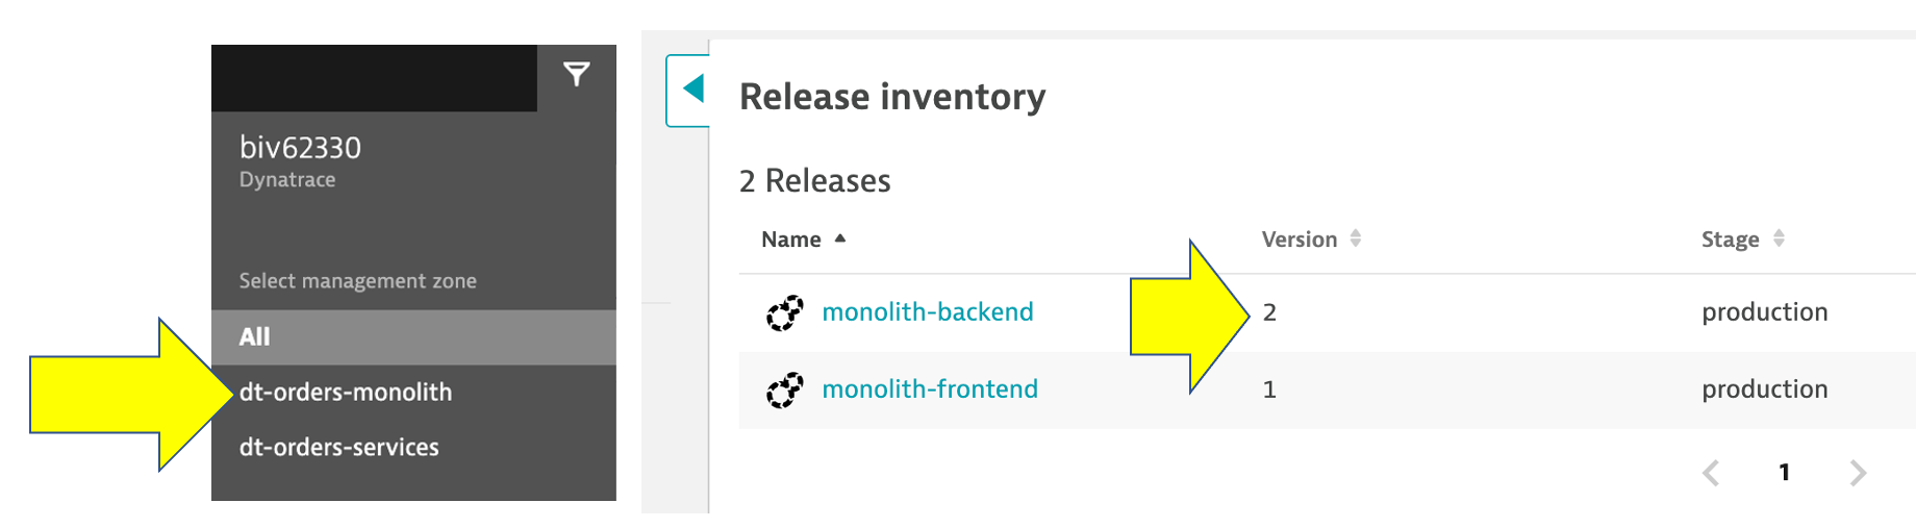 biv62330
Dynatrace
Select management zone
All
dt-orders-monolith
dt-orders-services
Release inventory
2 Releases
Name Version Stage
monolith-backend 2 production
monolith-frontend 1 production
1